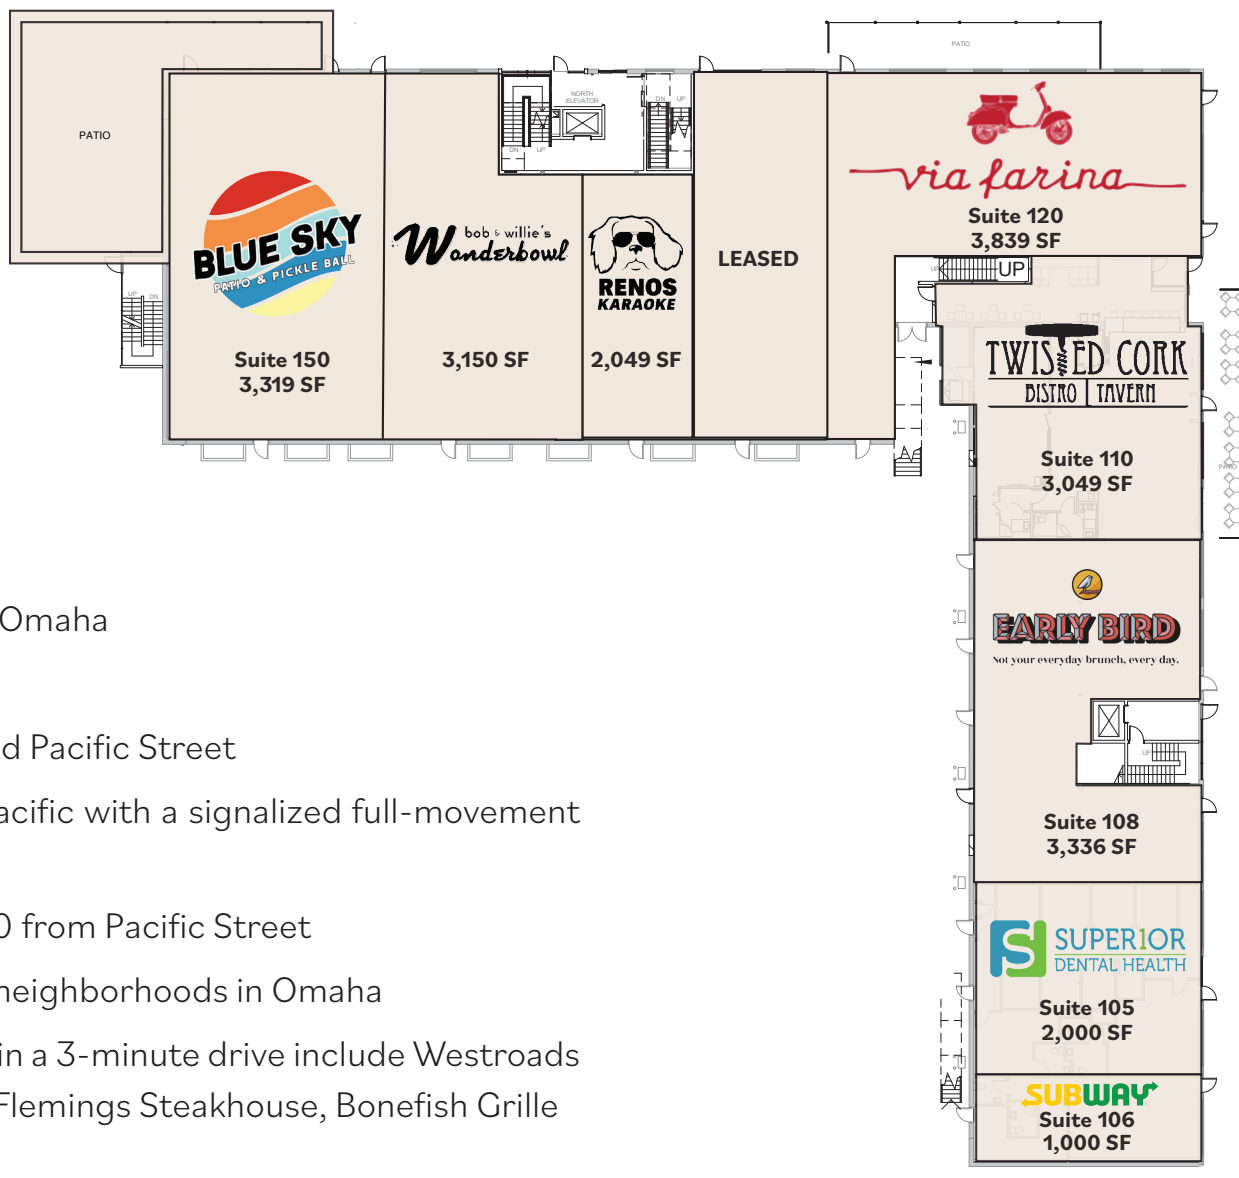 PATIO
PATIO
NORTH
ELEVATOR
DN
UP
DN
UP
BLUE SKY
PATIO & PICKLE BALL
Suite 150
3,319 SF
UP
DN
bob & willie's
Wonderbowl
3,150 SF
RENOS
KARAOKE
2,049 SF
LEASED
via farina
Suite 120
3,839 SF
UP
UP
TWISTED CORK
BISTRO TAVERN
Suite 110
3,049 SF
PATIO
EARLY BIRD
Not your everyday brunch, every day.
UP
Suite 108
3,336 SF
SUPER1OR
DENTAL HEALTH
Suite 105
2,000 SF
SUBWAY
Suite 106
1,000 SF
Omaha
d Pacific Street
acific with a signalized full-movement
0 from Pacific Street
neighborhoods in Omaha
in a 3-minute drive include Westroads
Flemings Steakhouse, Bonefish Grille